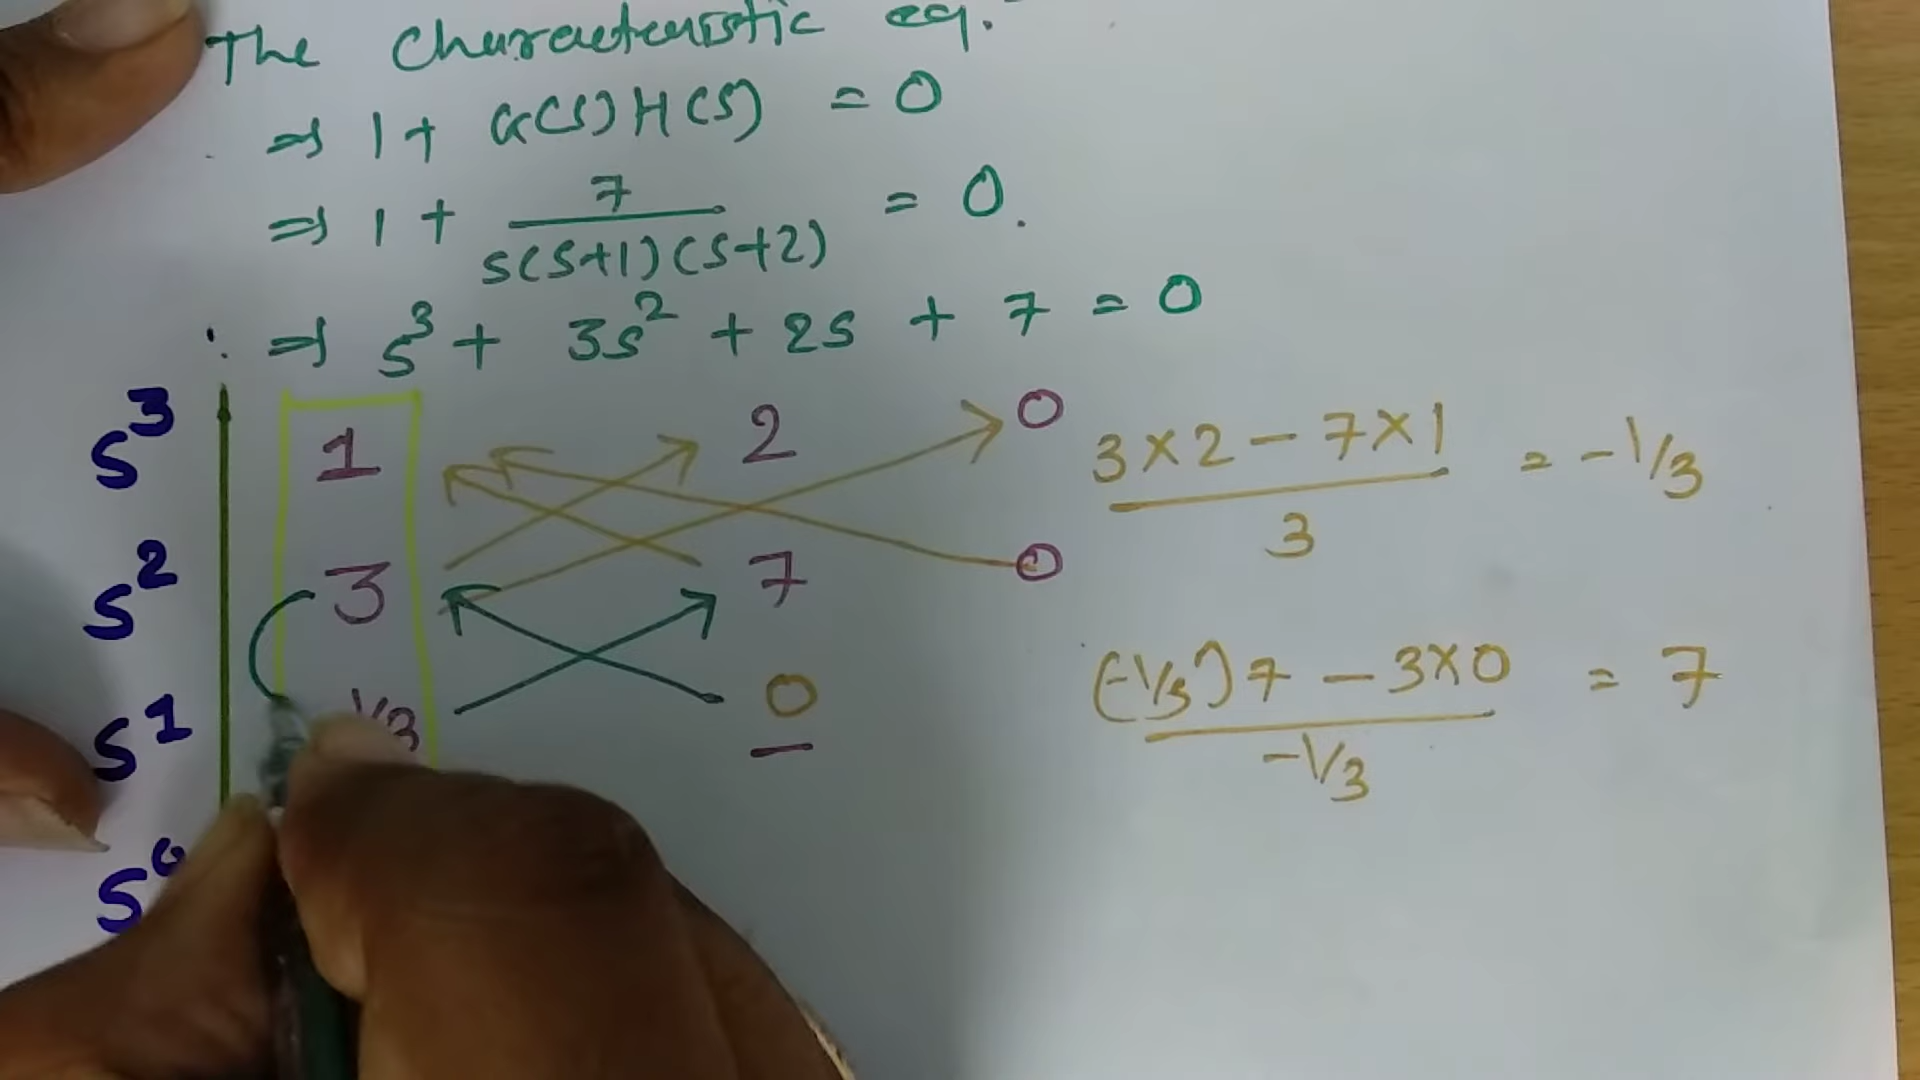 The characteristic eq.
⇒ 1 + G(S) H(S) = 0
⇒ 1 + 7 / s(s+1)(s+2) = 0.
∴ ⇒ s³ + 3s² + 2s + 7 = 0
S³ 1 2 0
3×2 − 7×1 / 3 = -1/3
S² 3 7 0
S¹ 1/3 0
(-1/3)7 − 3×0 / -1/3 = 7
S⁰